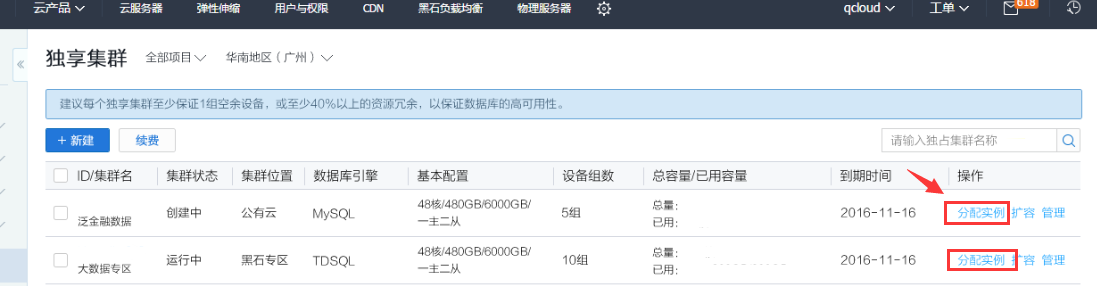 云产品 云服务器 弹性伸缩 用户与权限 CDN 黑石负载均衡 物理服务器 qcloud 工单 618
独享集群 全部项目 华南地区(广州)
建议每个独享集群至少保证1组空余设备，或至少40%以上的资源冗余，以保证数据库的高可用性。
+ 新建 续费 请输入独占集群名称
ID/集群名 集群状态 集群位置 数据库引擎 基本配置 设备组数 总容量/已用容量 到期时间 操作
泛金融数据 创建中 公有云 MySQL 48核/480GB/6000GB/ 5组 总量: 2016-11-16 分配实例 扩容 管理
一主二从 已用:
大数据专区 运行中 黑石专区 TDSQL 48核/480GB/6000GB/ 10组 总量: 2016-11-16 分配实例 扩容 管理
一主二从 已用: